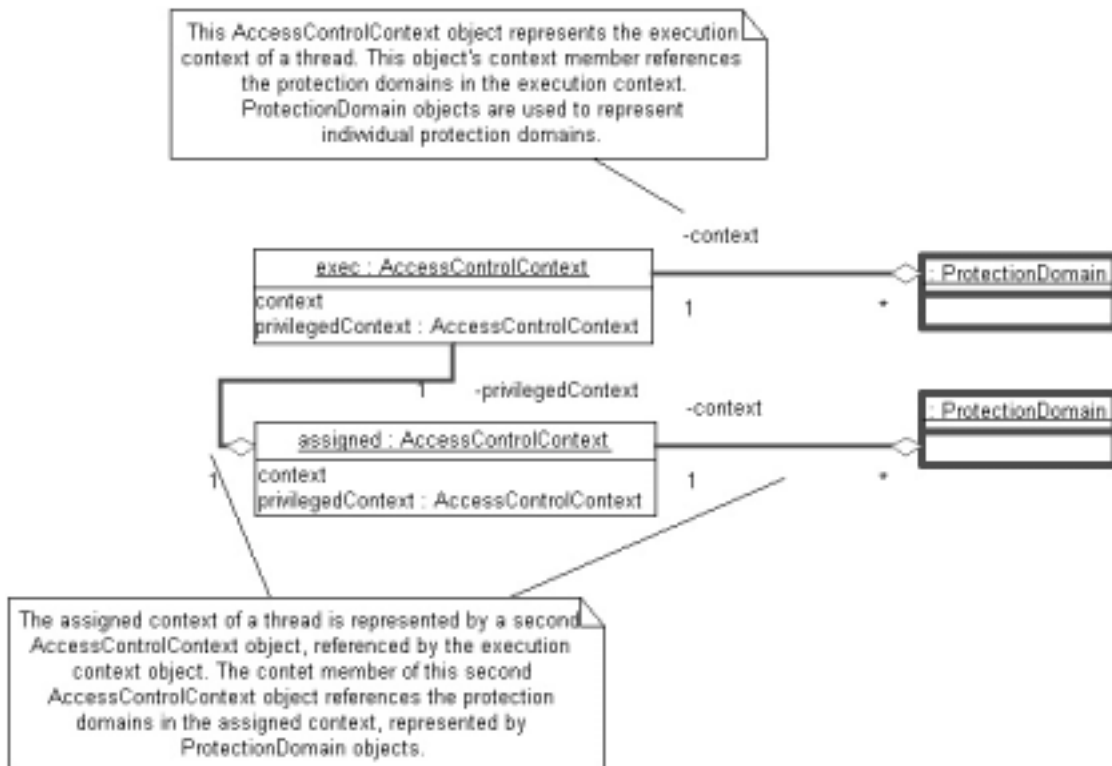 This AccessControlContext object represents the execution
context of a thread. This object's context member references
the protection domains in the execution context.
ProtectionDomain objects are used to represent
indiwidual protection domains.
-context
exec : AccessControlContext
: ProtectionDomain
context
1
*
privilegedContext : AccessControlContext
1
-privilegedContext
-context
: ProtectionDomain
assigned : AccessControlContext
1
context
1
*
privilegedContext : AccessControlContext
The assigned context of a thread is represented by a second
AccessControlContext object, referenced by the execution
context object. The contet member of this second
AccessControlContext object references the protection
domains in the assigned context, represented by
ProtectionDomain objects.